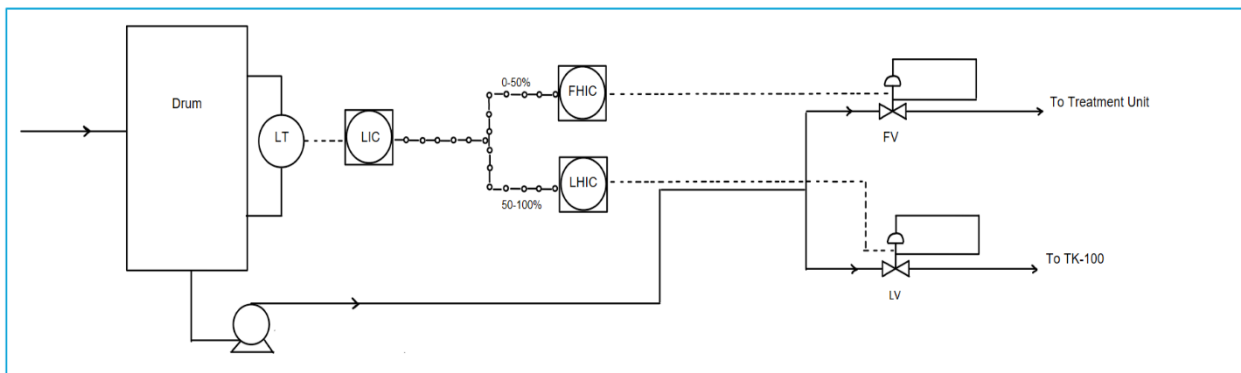 0-50%
FHIC
Drum
To Treatment Unit
FV
LT
LIC
LHIC
50-100%
To TK-100
LV